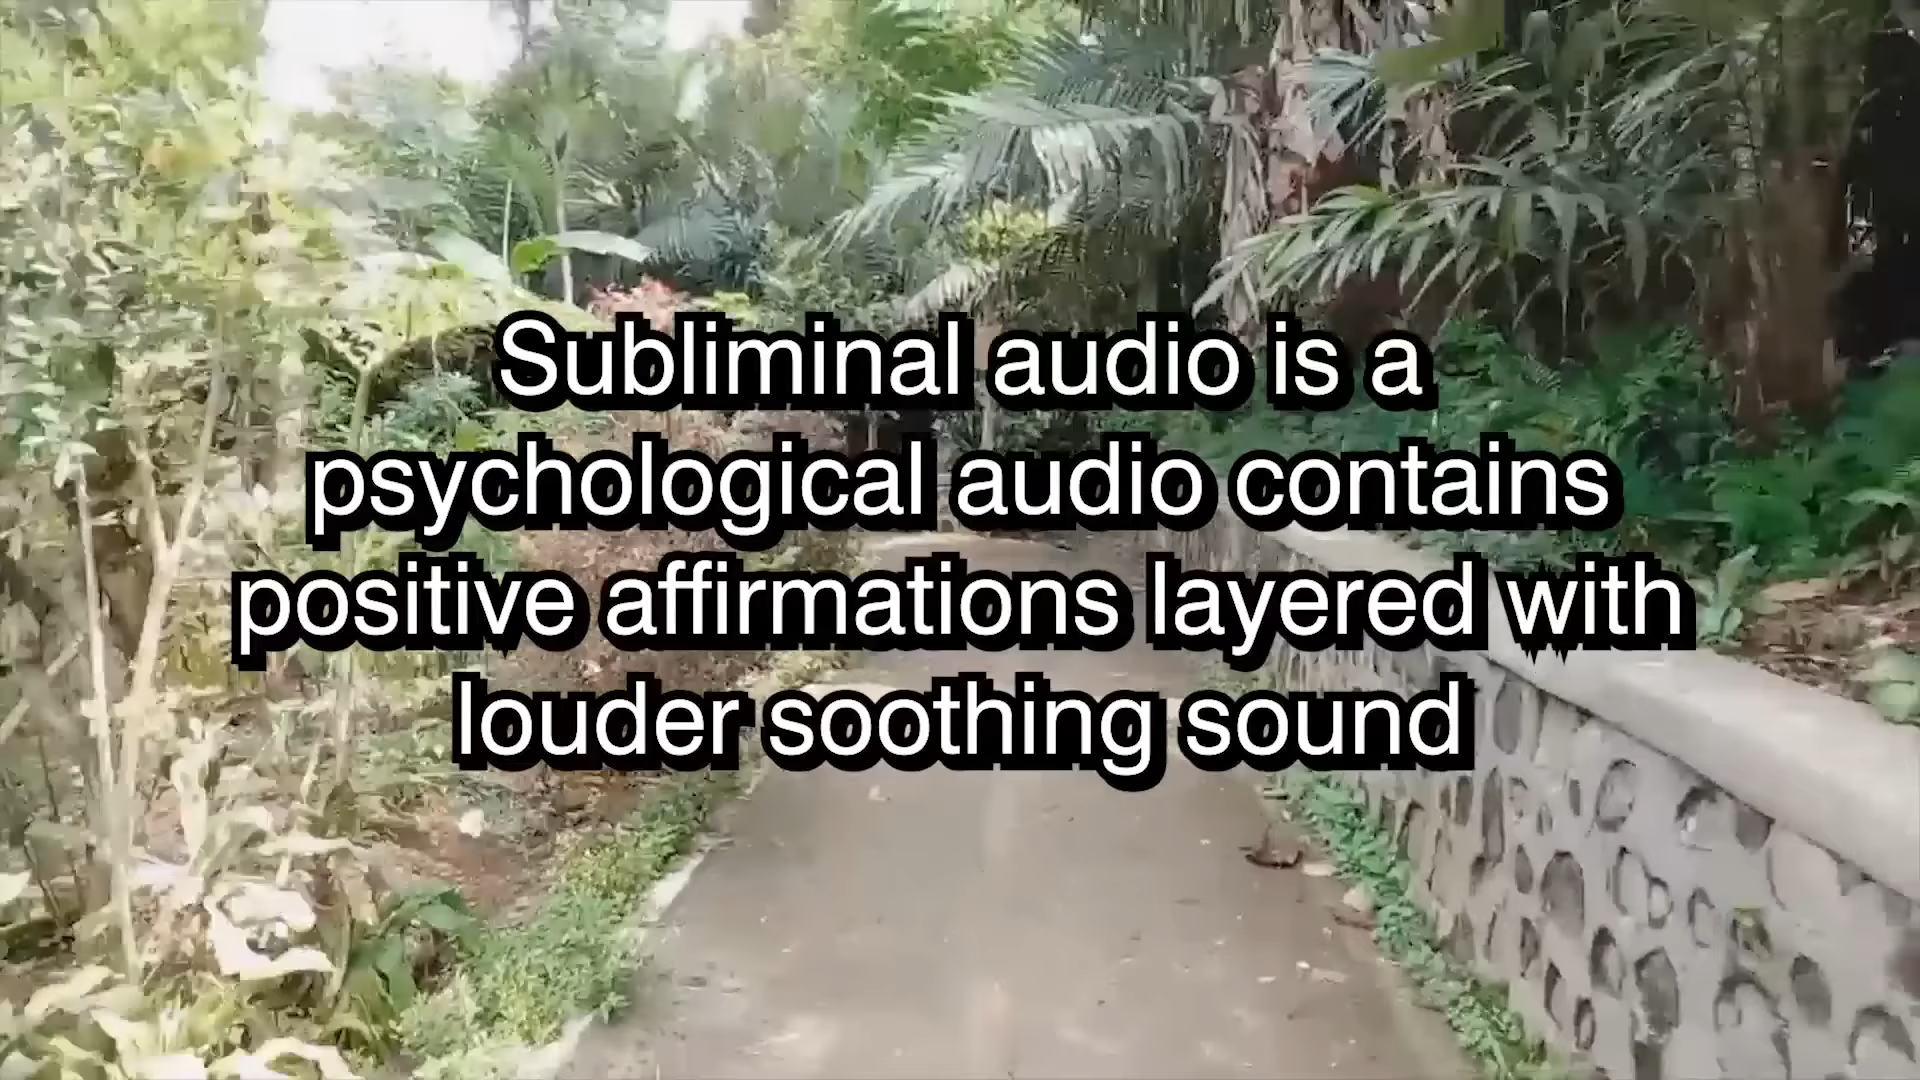 Subliminal audio is a
psychological audio contains
positive affirmations layered with
louder soothing sound